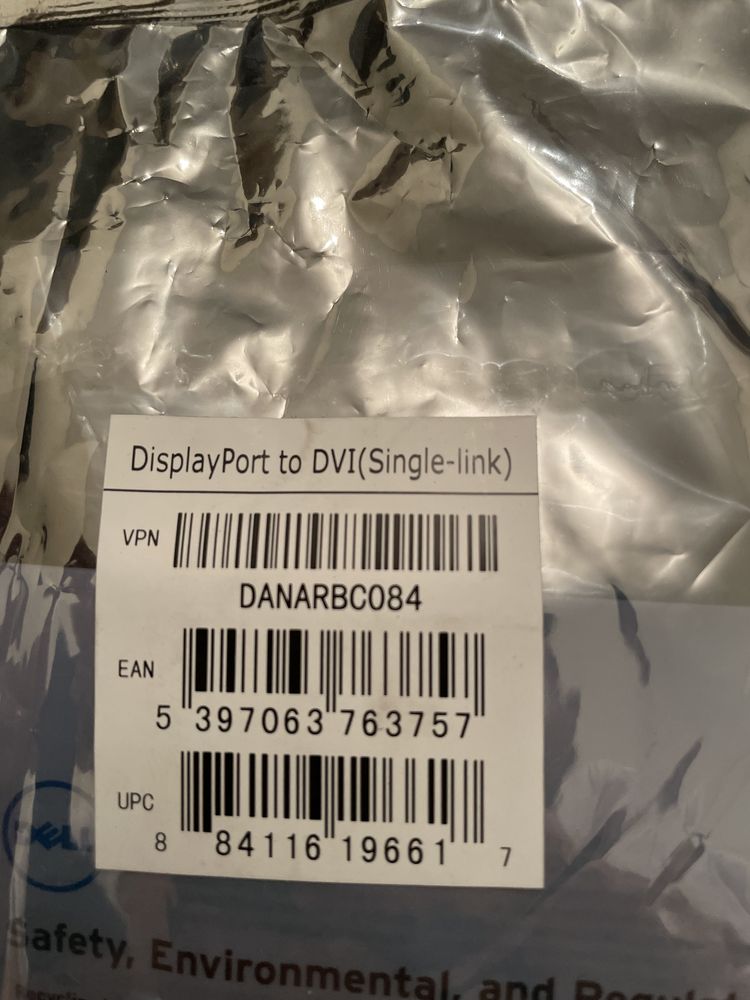 DisplayPort to DVI(Single-link)
VPN
DANARBC084
EAN
5 397063 763757
UPC
8 84116 19661 7
DELL
Safety, Environmental, and